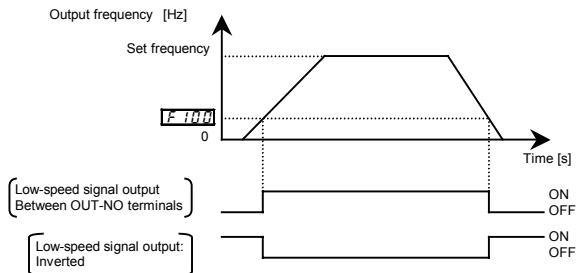 Output frequency [Hz]
Set frequency
F 100
0
Time [s]
Low-speed signal output
Between OUT-NO terminals
ON
OFF
Low-speed signal output:
Inverted
ON
OFF